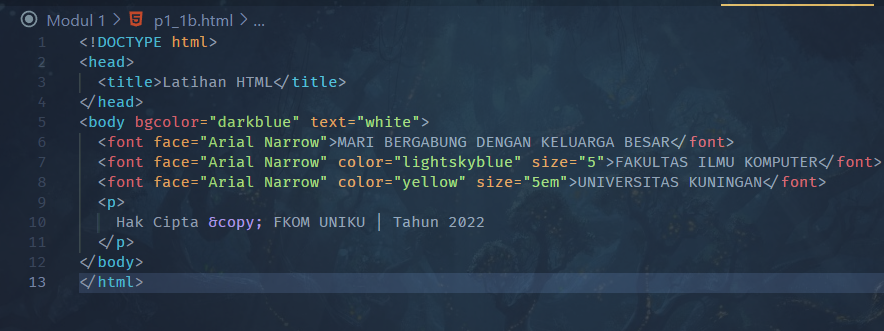 Modul 1 > p1_1b.html > ...
1 <!DOCTYPE html>
2 <head>
3 <title>Latihan HTML</title>
4 </head>
5 <body bgcolor="darkblue" text="white">
6 <font face="Arial Narrow">MARI BERGABUNG DENGAN KELUARGA BESAR</font>
7 <font face="Arial Narrow" color="lightskyblue" size="5">FAKULTAS ILMU KOMPUTER</font>
8 <font face="Arial Narrow" color="yellow" size="5em">UNIVERSITAS KUNINGAN</font>
9 <p>
10 Hak Cipta &copy; FKOM UNIKU | Tahun 2022
11 </p>
12 </body>
13 </html>